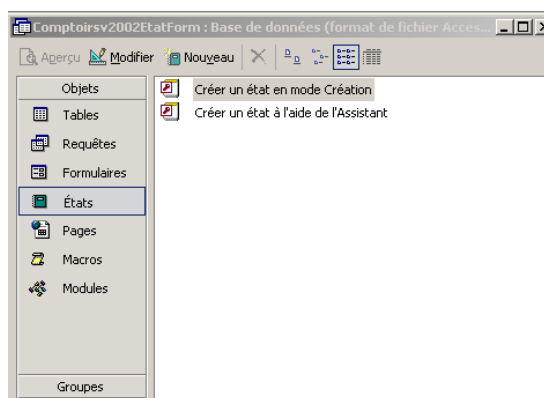 Comptoirsv2002EtatForm : Base de données (format de fichier Acces...
Aperçu Modifier Nouveau
Objets
Tables
Requêtes
Formulaires
États
Pages
Macros
Modules
Groupes
Créer un état en mode Création
Créer un état à l'aide de l'Assistant